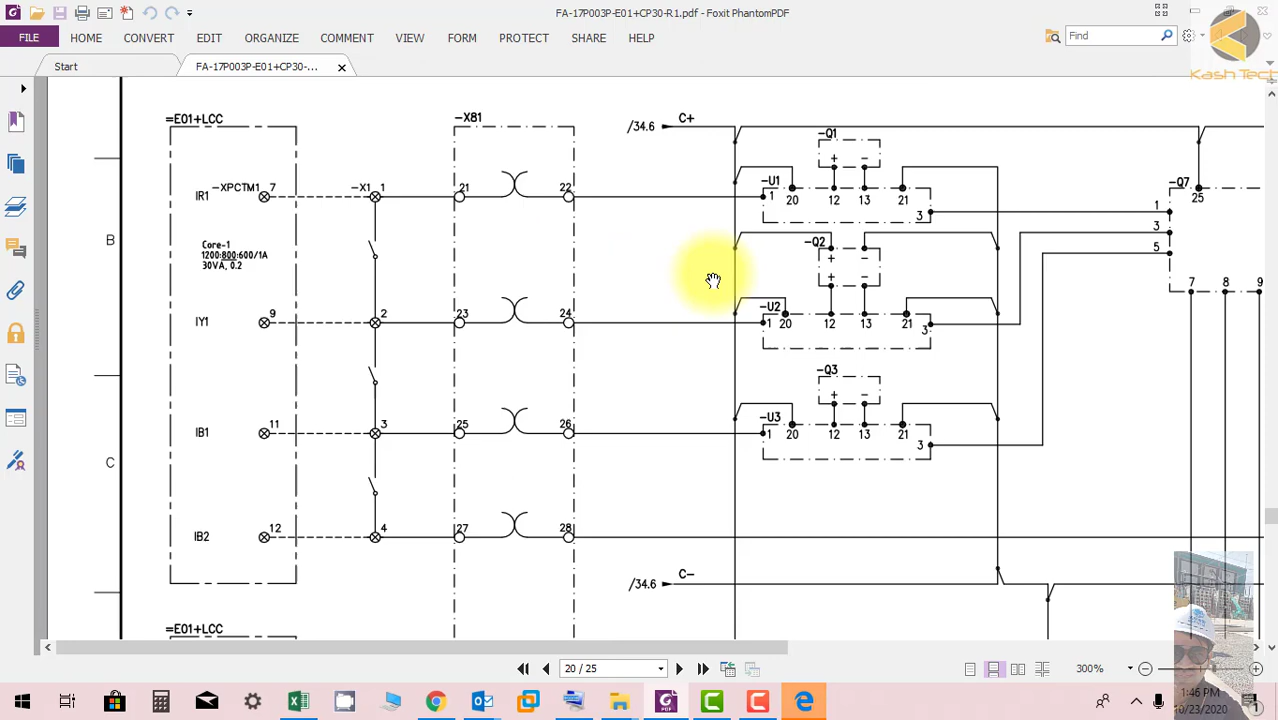 FA-17P003P-E01+CP30-R1.pdf - Foxit PhantomPDF
FILE HOME CONVERT EDIT ORGANIZE COMMENT VIEW FORM PROTECT SHARE HELP
Find
Kash Tech
Start FA-17P003P-E01+CP30-...
=E01+LCC
-X81
/34.6 C+
-Q1
+ -
IR1 -XPCTM1 7 -X1 1 21 22 -U1 1 20 12 13 21 3
-Q7
25
1
3
5
7 8 9
B
Core-1
1200:800:600/1A
30VA, 0.2
-Q2
+ -
+ -
IY1 9 2 23 24 -U2 1 20 12 13 21 3
-Q3
+ -
IB1 11 3 25 26 -U3 1 20 12 13 21 3
C
IB2 12 4 27 28
/34.6 C-
=E01+LCC
20 / 25
300%
1:46 PM
10/23/2020
1